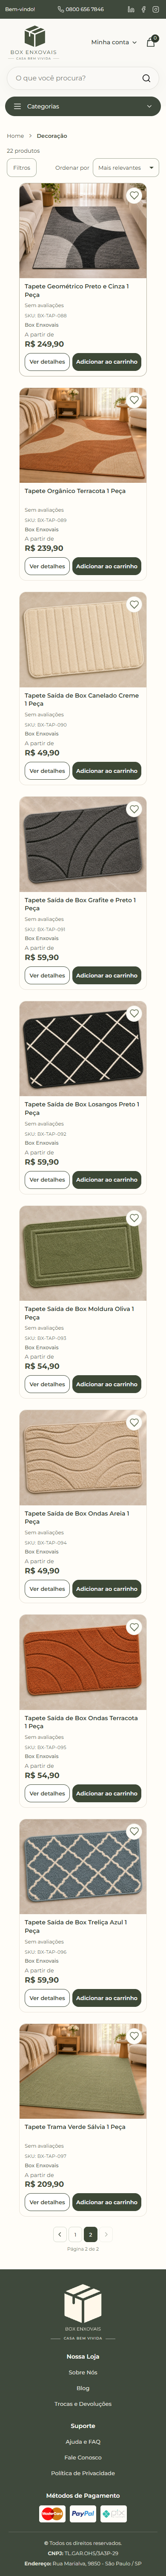 Bem-vindo!
0800 656 7846
BOX ENXOVAIS
CASA BEM VIVIDA
Minha conta
0
O que você procura?
Categorias
Home > Decoração
22 produtos
Filtros
Ordenar por
Mais relevantes
Tapete Geométrico Preto e Cinza 1
Peça
Sem avaliações
SKU: BX-TAP-088
Box Enxovais
A partir de
R$ 249,90
Ver detalhes
Adicionar ao carrinho
Tapete Orgânico Terracota 1 Peça
Sem avaliações
SKU: BX-TAP-089
Box Enxovais
A partir de
R$ 239,90
Ver detalhes
Adicionar ao carrinho
Tapete Saída de Box Canelado Creme
1 Peça
Sem avaliações
SKU: BX-TAP-090
Box Enxovais
A partir de
R$ 49,90
Ver detalhes
Adicionar ao carrinho
Tapete Saída de Box Grafite e Preto 1
Peça
Sem avaliações
SKU: BX-TAP-091
Box Enxovais
A partir de
R$ 59,90
Ver detalhes
Adicionar ao carrinho
Tapete Saída de Box Losangos Preto 1
Peça
Sem avaliações
SKU: BX-TAP-092
Box Enxovais
A partir de
R$ 59,90
Ver detalhes
Adicionar ao carrinho
Tapete Saída de Box Moldura Oliva 1
Peça
Sem avaliações
SKU: BX-TAP-093
Box Enxovais
A partir de
R$ 54,90
Ver detalhes
Adicionar ao carrinho
Tapete Saída de Box Ondas Areia 1
Peça
Sem avaliações
SKU: BX-TAP-094
Box Enxovais
A partir de
R$ 49,90
Ver detalhes
Adicionar ao carrinho
Tapete Saída de Box Ondas Terracota
1 Peça
Sem avaliações
SKU: BX-TAP-095
Box Enxovais
A partir de
R$ 54,90
Ver detalhes
Adicionar ao carrinho
Tapete Saída de Box Treliça Azul 1
Peça
Sem avaliações
SKU: BX-TAP-096
Box Enxovais
A partir de
R$ 59,90
Ver detalhes
Adicionar ao carrinho
Tapete Trama Verde Sálvia 1 Peça
Sem avaliações
SKU: BX-TAP-097
Box Enxovais
A partir de
R$ 209,90
Ver detalhes
Adicionar ao carrinho
1 2
Página 2 de 2
BOX ENXOVAIS
CASA BEM VIVIDA
Nossa Loja
Sobre Nós
Blog
Trocas e Devoluções
Suporte
Ajuda e FAQ
Fale Conosco
Política de Privacidade
Métodos de Pagamento
MasterCard PayPal pix
© Todos os direitos reservados.
CNPJ: TL.GAR.OHS/3A3P-29
Endereço: Rua Marialva, 9850 - São Paulo / SP